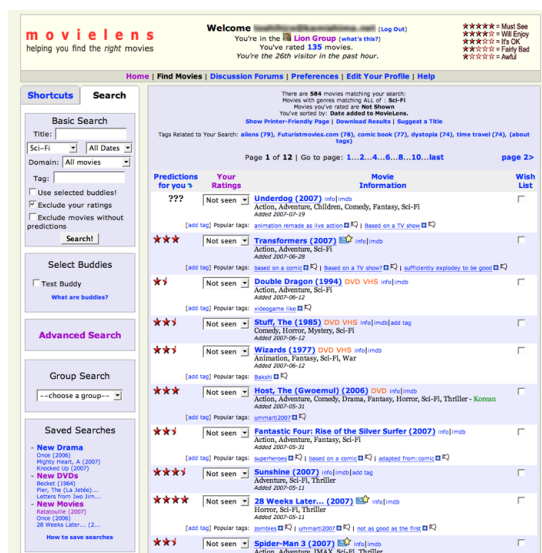 movielens
helping you find the right movies
Welcome (Log Out)
You're in the Lion Group (what's this?)
You've rated 135 movies.
You're the 26th visitor in the past hour.
★★★★★ = Must See
★★★★☆ = Will Enjoy
★★★☆☆ = It's OK
★★☆☆☆ = Fairly Bad
★☆☆☆☆ = Awful
Home | Find Movies | Discussion Forums | Preferences | Edit Your Profile | Help
Shortcuts Search
Basic Search
Title:
Sci-Fi All Dates
Domain: All movies
Tag:
Use selected buddies!
Exclude your ratings
Exclude movies without
predictions
Search!
Select Buddies
Test Buddy
What are buddies?
Advanced Search
Group Search
--choose a group--
Saved Searches
- New Drama
Once (2006)
Mighty Heart, A (2007)
Knocked Up (2007)
- New DVDs
Becket (1964)
Pier, The (La Jetée)...
Letters from Iwo Jim...
- New Movies
Ratatouille (2007)
Once (2006)
28 Weeks Later... (2...
How to save searches
There are 584 movies matching your search:
Movies with genres matching ALL of : Sci-Fi
Movies you've rated are Not Shown
You've sorted by: Date added to MovieLens.
Show Printer-Friendly Page | Download Results | Suggest a Title
Tags Related to Your Search: aliens (79), Futuristmovies.com (78), comic book (77), dystopia (74), time travel (74), (about
tags)
Page 1 of 12 | Go to page: 1...2...4...6...8...10...last page 2>
Predictions for you Your Ratings Movie Information Wish List
??? Not seen Underdog (2007) info|imdb
Action, Adventure, Children, Comedy, Fantasy, Sci-Fi
Added 2007-07-19
[add tag] Popular tags: animation remade as live action | Based on a TV show
Not seen Transformers (2007) info|imdb
Action, Adventure, Sci-Fi
Added 2007-06-28
[add tag] Popular tags: based on a comic | Based on a TV show? | sufficiently explodey to be good
Not seen Double Dragon (1994) DVD VHS info|imdb
Action, Adventure, Sci-Fi
Added 2007-06-12
[add tag] Popular tags: videogame like
Not seen Stuff, The (1985) DVD VHS info|imdb|add tag
Comedy, Horror, Mystery, Sci-Fi
Added 2007-06-12
Not seen Wizards (1977) DVD VHS info|imdb
Animation, Fantasy, Sci-Fi, War
Added 2007-06-12
[add tag] Popular tags: Bakshi
Not seen Host, The (Gwoemul) (2006) DVD info|imdb
Action, Adventure, Comedy, Drama, Fantasy, Horror, Sci-Fi, Thriller - Korean
Added 2007-05-31
[add tag] Popular tags: ummarti2007
Not seen Fantastic Four: Rise of the Silver Surfer (2007) info|imdb
Action, Adventure, Fantasy, Sci-Fi
Added 2007-05-31
[add tag] Popular tags: superheroes | based on a comic | adapted from:comic
Not seen Sunshine (2007) info|imdb|add tag
Adventure, Sci-Fi, Thriller
Added 2007-05-11
Not seen 28 Weeks Later... (2007) info|imdb
Horror, Sci-Fi, Thriller
Added 2007-05-11
[add tag] Popular tags: zombies | ummarti2007 | not as good as the first
Not seen Spider-Man 3 (2007) info|imdb
Action, Adventure, IMAX, Sci-Fi, Thriller